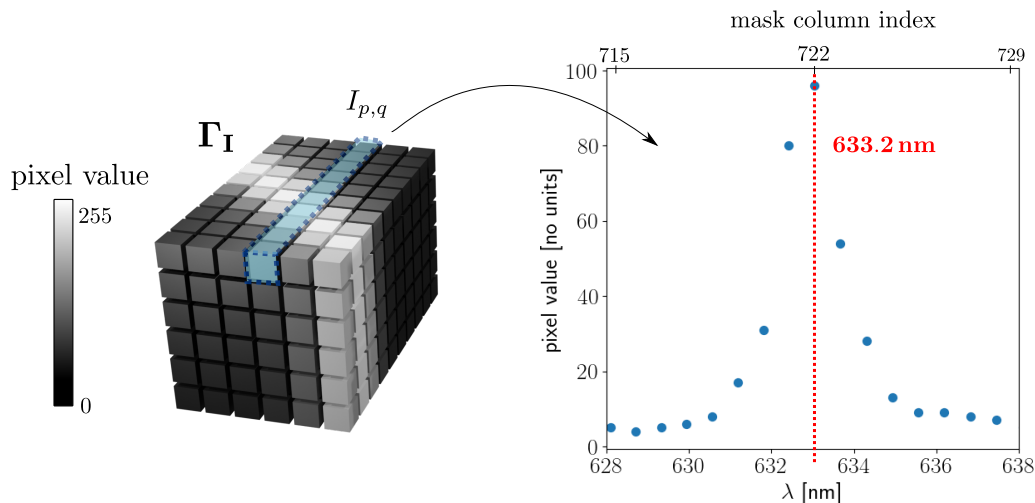 mask column index
715 722 729
I_{p,q}
Γ_I
pixel value
255
0
100
80
60
40
20
0
pixel value [no units]
633.2 nm
628 630 632 634 636 638
λ [nm]